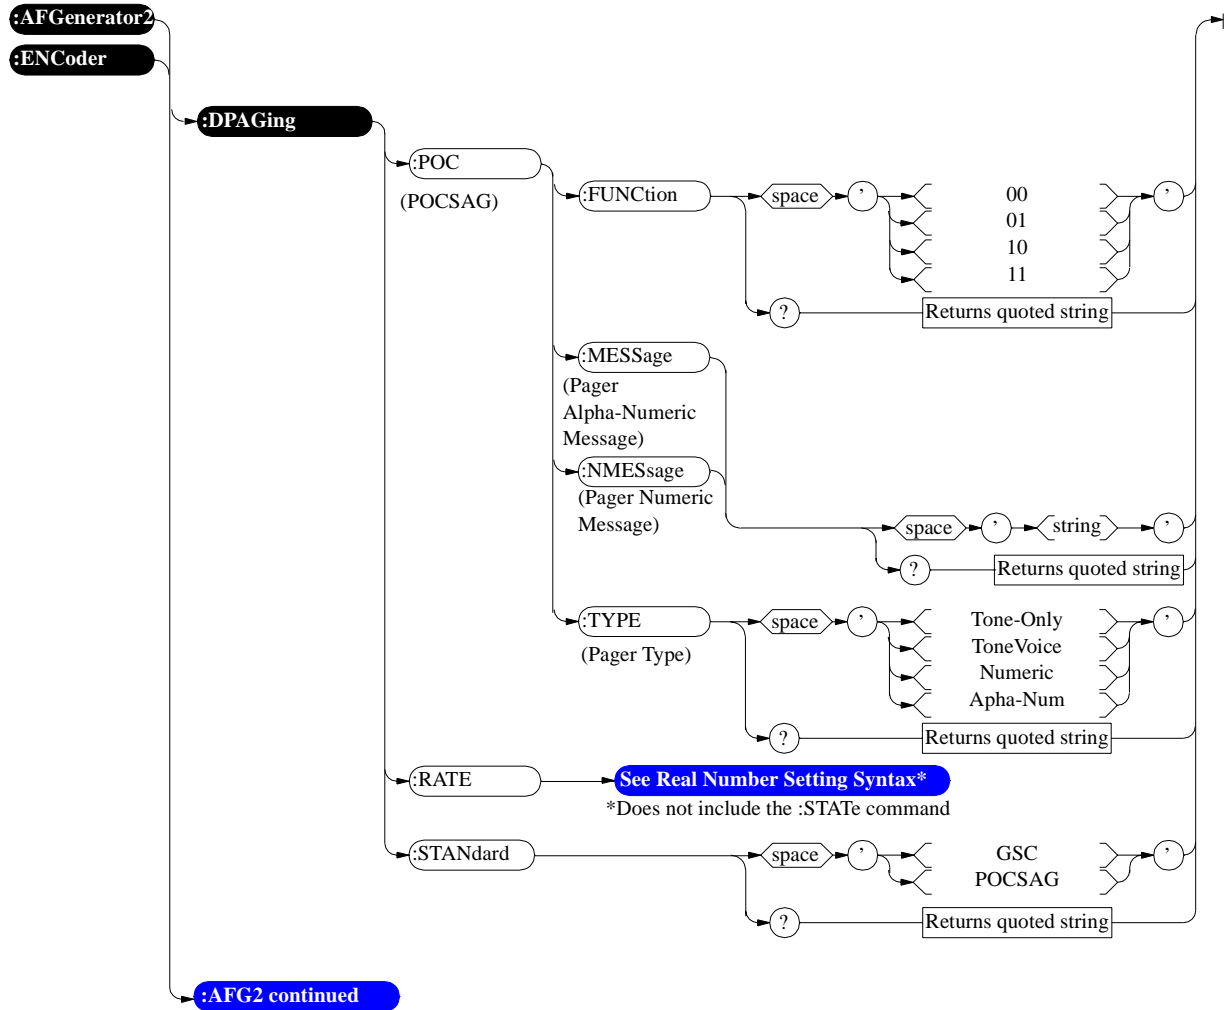 :AFGenerator2
:ENCoder
:DPAGing
:POC
(POCSAG)
:FUNCtion
space
’
00
01
10
11
’
?
Returns quoted string
:MESSage
(Pager
Alpha-Numeric
Message)
:NMESsage
(Pager Numeric
Message)
space
’
string
’
?
Returns quoted string
:TYPE
(Pager Type)
space
’
Tone-Only
ToneVoice
Numeric
Apha-Num
’
?
Returns quoted string
:RATE
See Real Number Setting Syntax*
*Does not include the :STATe command
:STANdard
space
’
GSC
POCSAG
’
?
Returns quoted string
:AFG2 continued